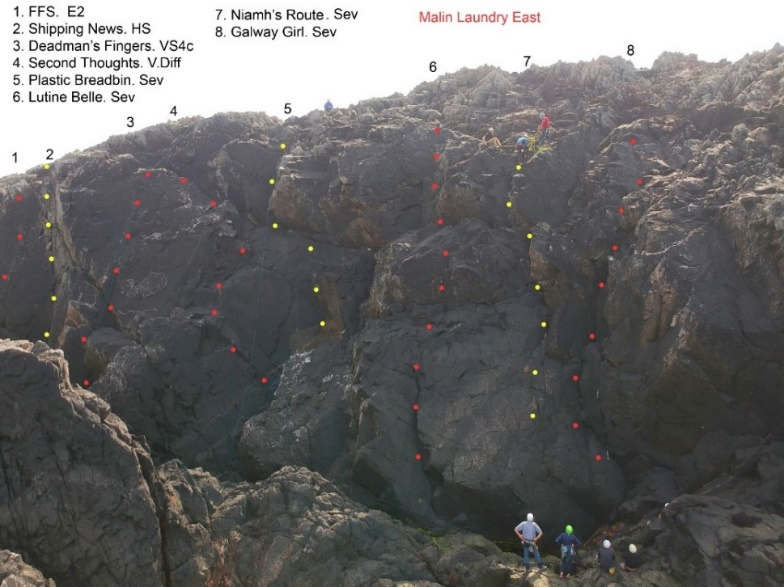 1. FFS. E2
2. Shipping News. HS
3. Deadman's Fingers. VS4c
4. Second Thoughts. V.Diff
5. Plastic Breadbin. Sev
6. Lutine Belle. Sev
7. Niamh's Route. Sev
8. Galway Girl. Sev
Malin Laundry East
1
2
3
4
5
6
7
8